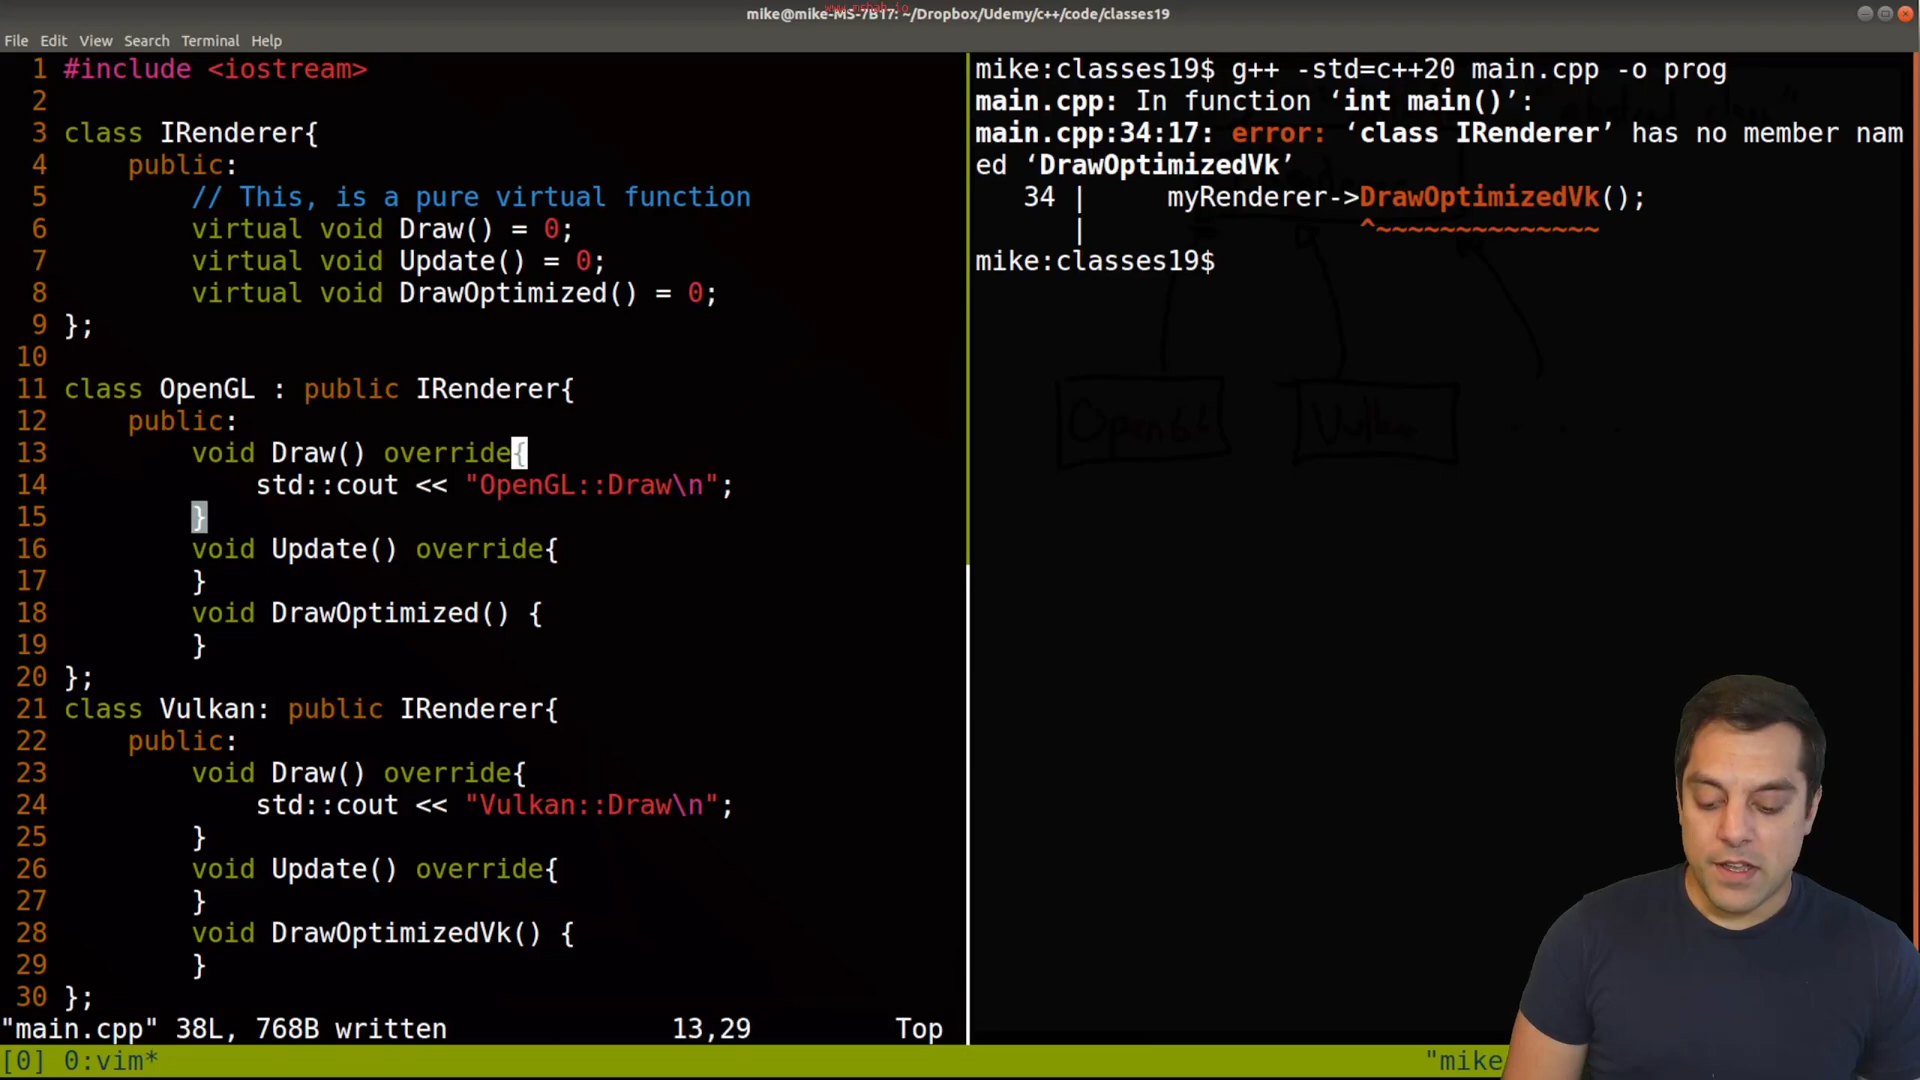 www.msbah.io
mike@mike-MS-7B17: ~/Dropbox/Udemy/c++/code/classes19
File Edit View Search Terminal Help
1 #include <iostream>
2
3 class IRenderer{
4 public:
5 // This, is a pure virtual function
6 virtual void Draw() = 0;
7 virtual void Update() = 0;
8 virtual void DrawOptimized() = 0;
9 };
10
11 class OpenGL : public IRenderer{
12 public:
13 void Draw() override{
14 std::cout << "OpenGL::Draw\n";
15 }
16 void Update() override{
17 }
18 void DrawOptimized() {
19 }
20 };
21 class Vulkan: public IRenderer{
22 public:
23 void Draw() override{
24 std::cout << "Vulkan::Draw\n";
25 }
26 void Update() override{
27 }
28 void DrawOptimizedVk() {
29 }
30 };
"main.cpp" 38L, 768B written 13,29 Top
[0] 0:vim* "mike
mike:classes19$ g++ -std=c++20 main.cpp -o prog
main.cpp: In function ‘int main()’:
main.cpp:34:17: error: ‘class IRenderer’ has no member nam
ed ‘DrawOptimizedVk’
34 | myRenderer->DrawOptimizedVk();
| ^~~~~~~~~~~~~~~
mike:classes19$
OpenGL
Vulkan